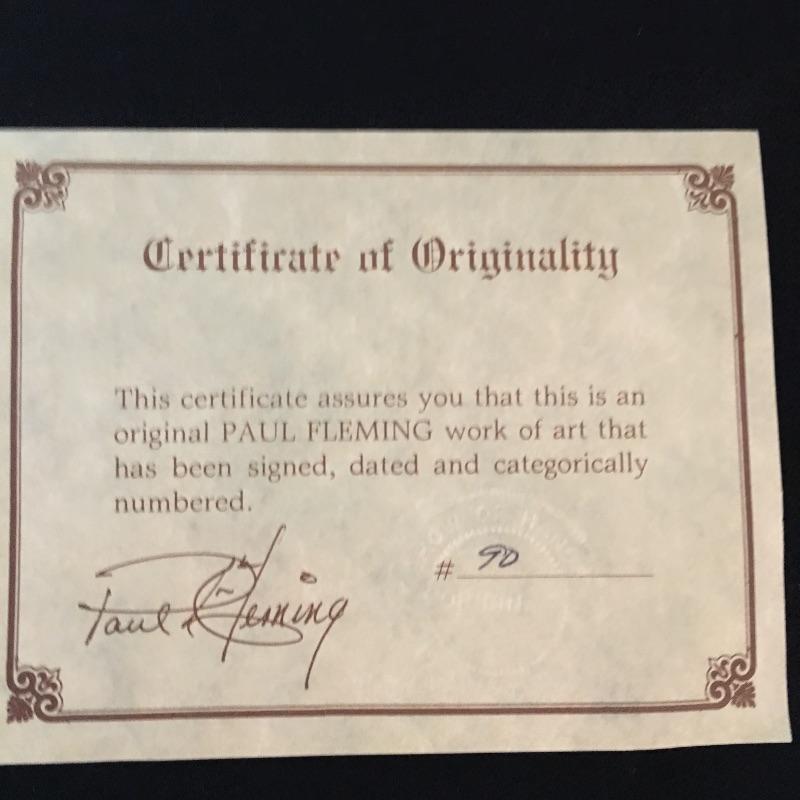 Certificate of Originality
This certificate assures you that this is an
original PAUL FLEMING work of art that
has been signed, dated and categorically
numbered.
# 90
Paul Fleming